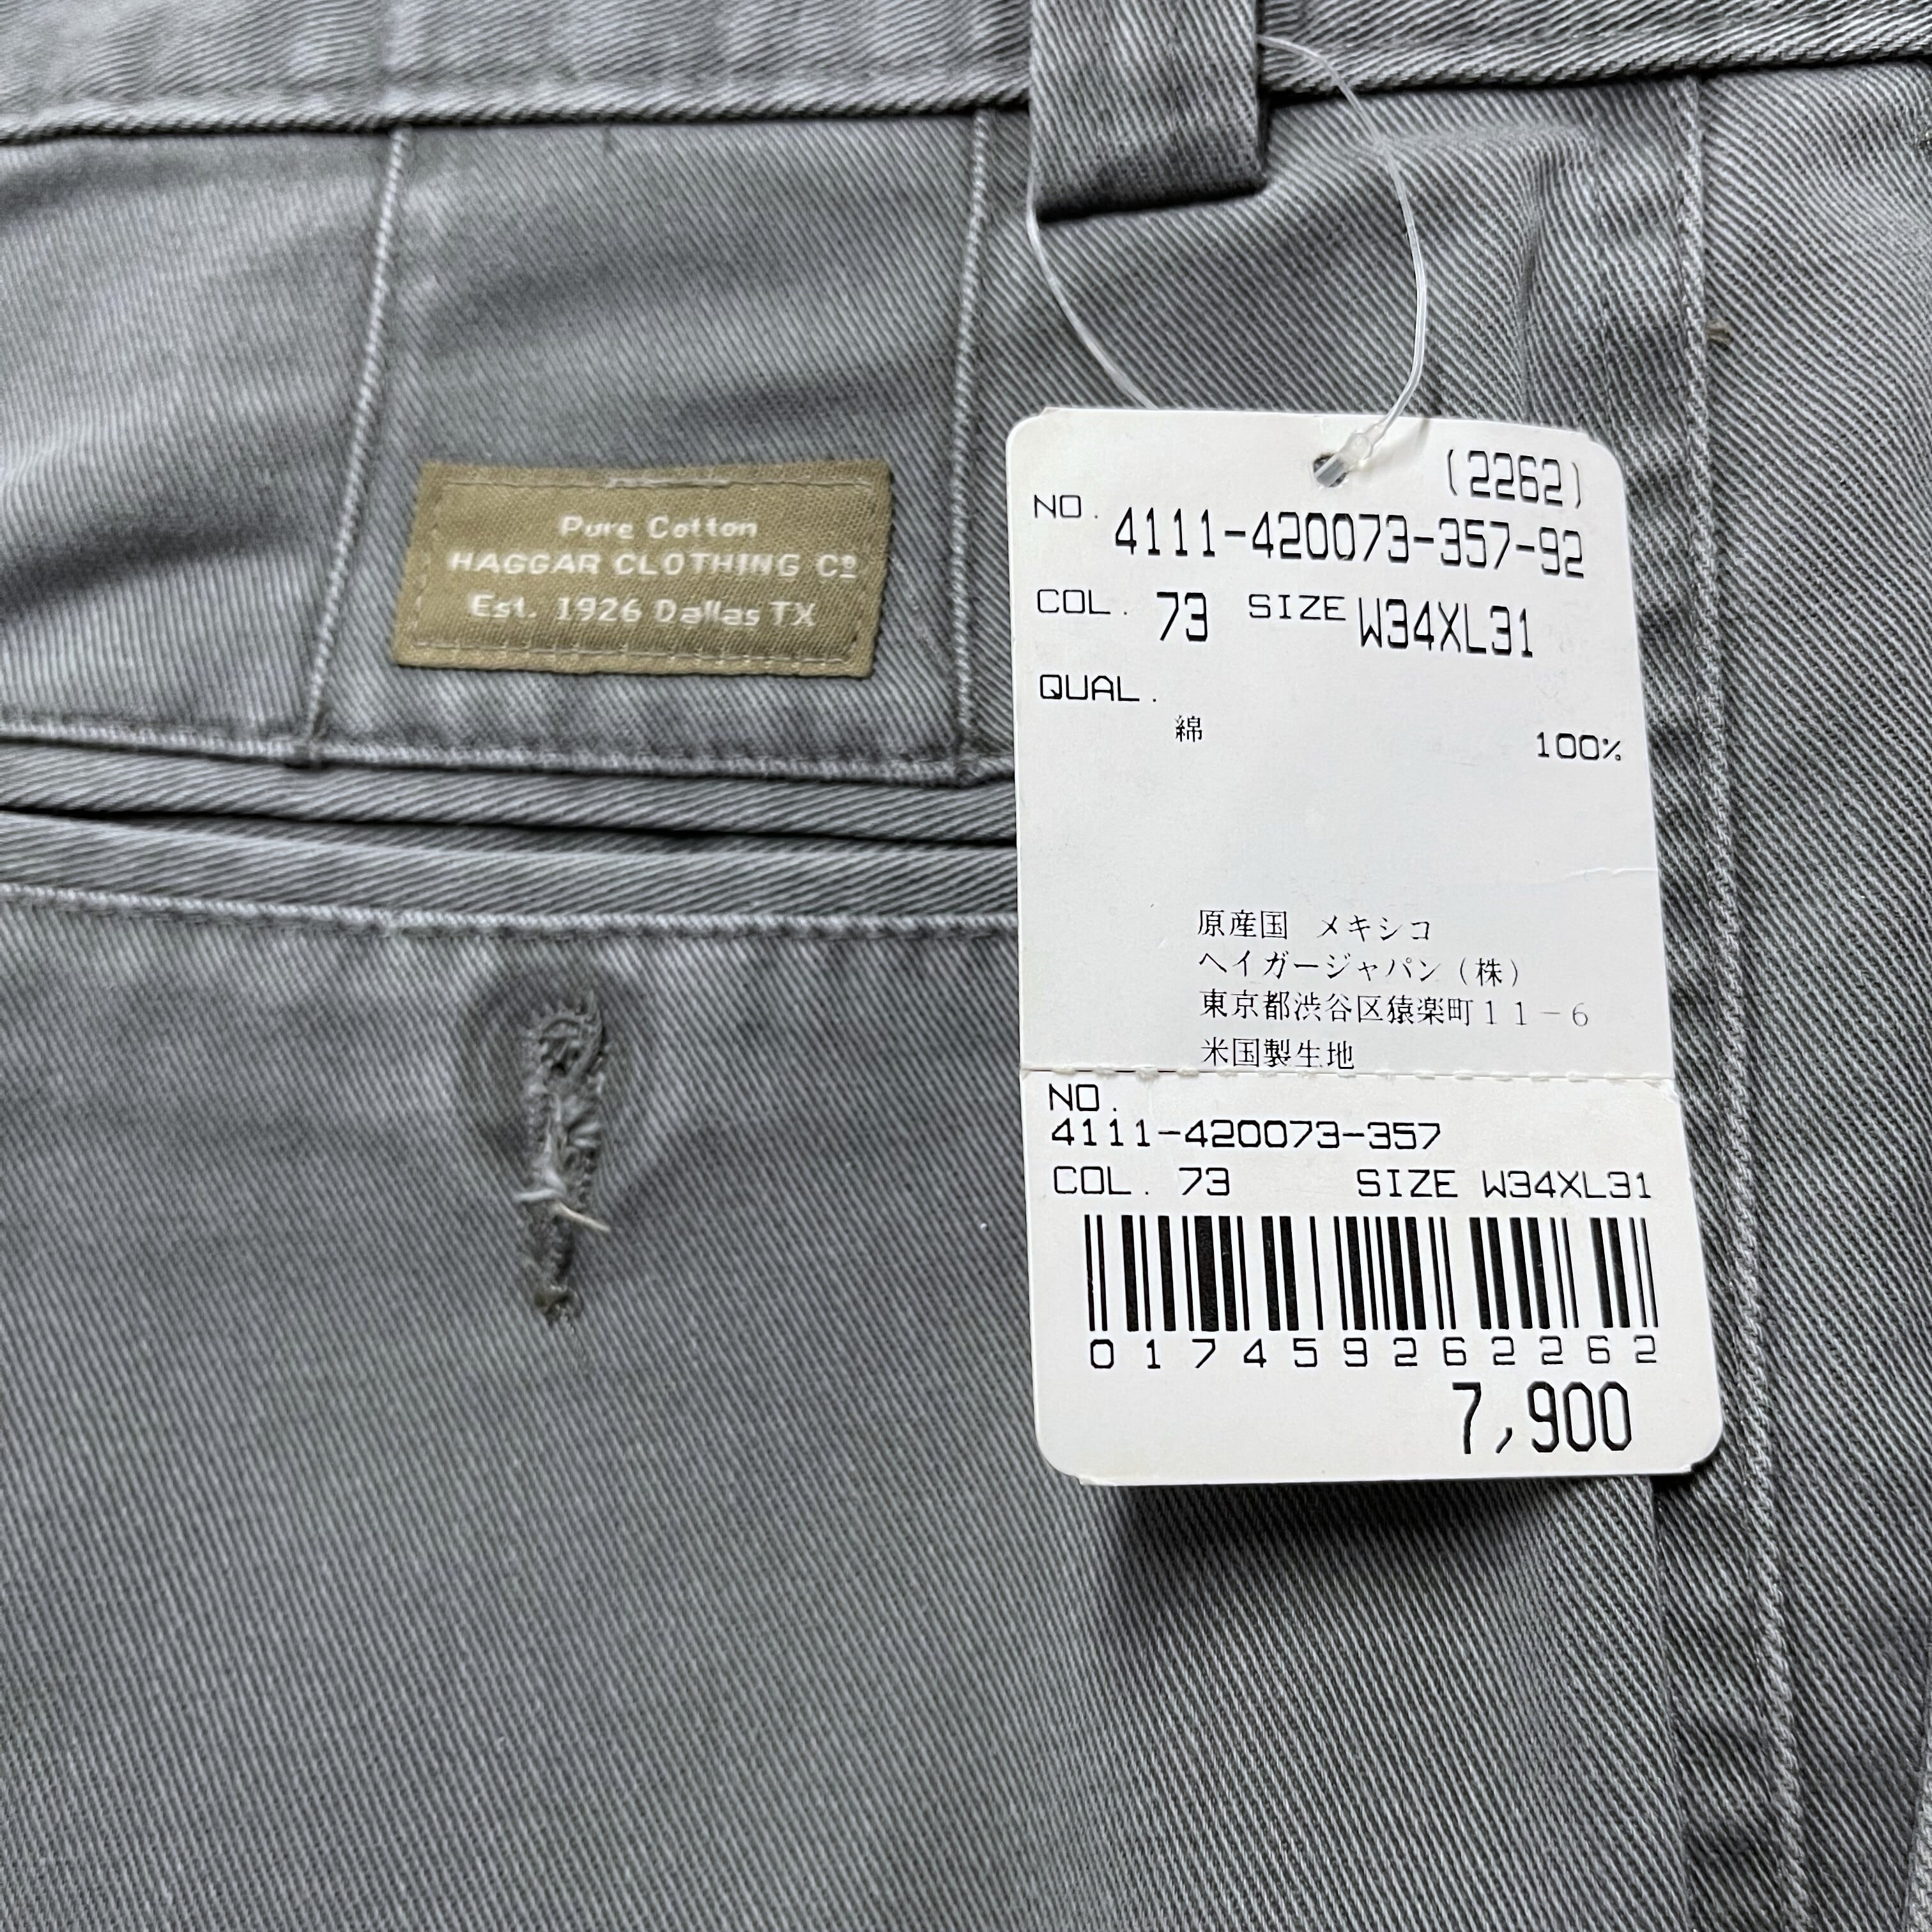 Pure Cotton
HAGGAR CLOTHING Cº
Est. 1926 Dallas TX
(2262)
NO. 4111-420073-357-92
COL. 73 SIZE W34XL31
QUAL.
綿 100%
原産国 メキシコ
ヘイガージャパン(株)
東京都渋谷区猿楽町11-6
米国製生地
NO.
4111-420073-357
COL. 73 SIZE W34XL31
017459262262
7,900